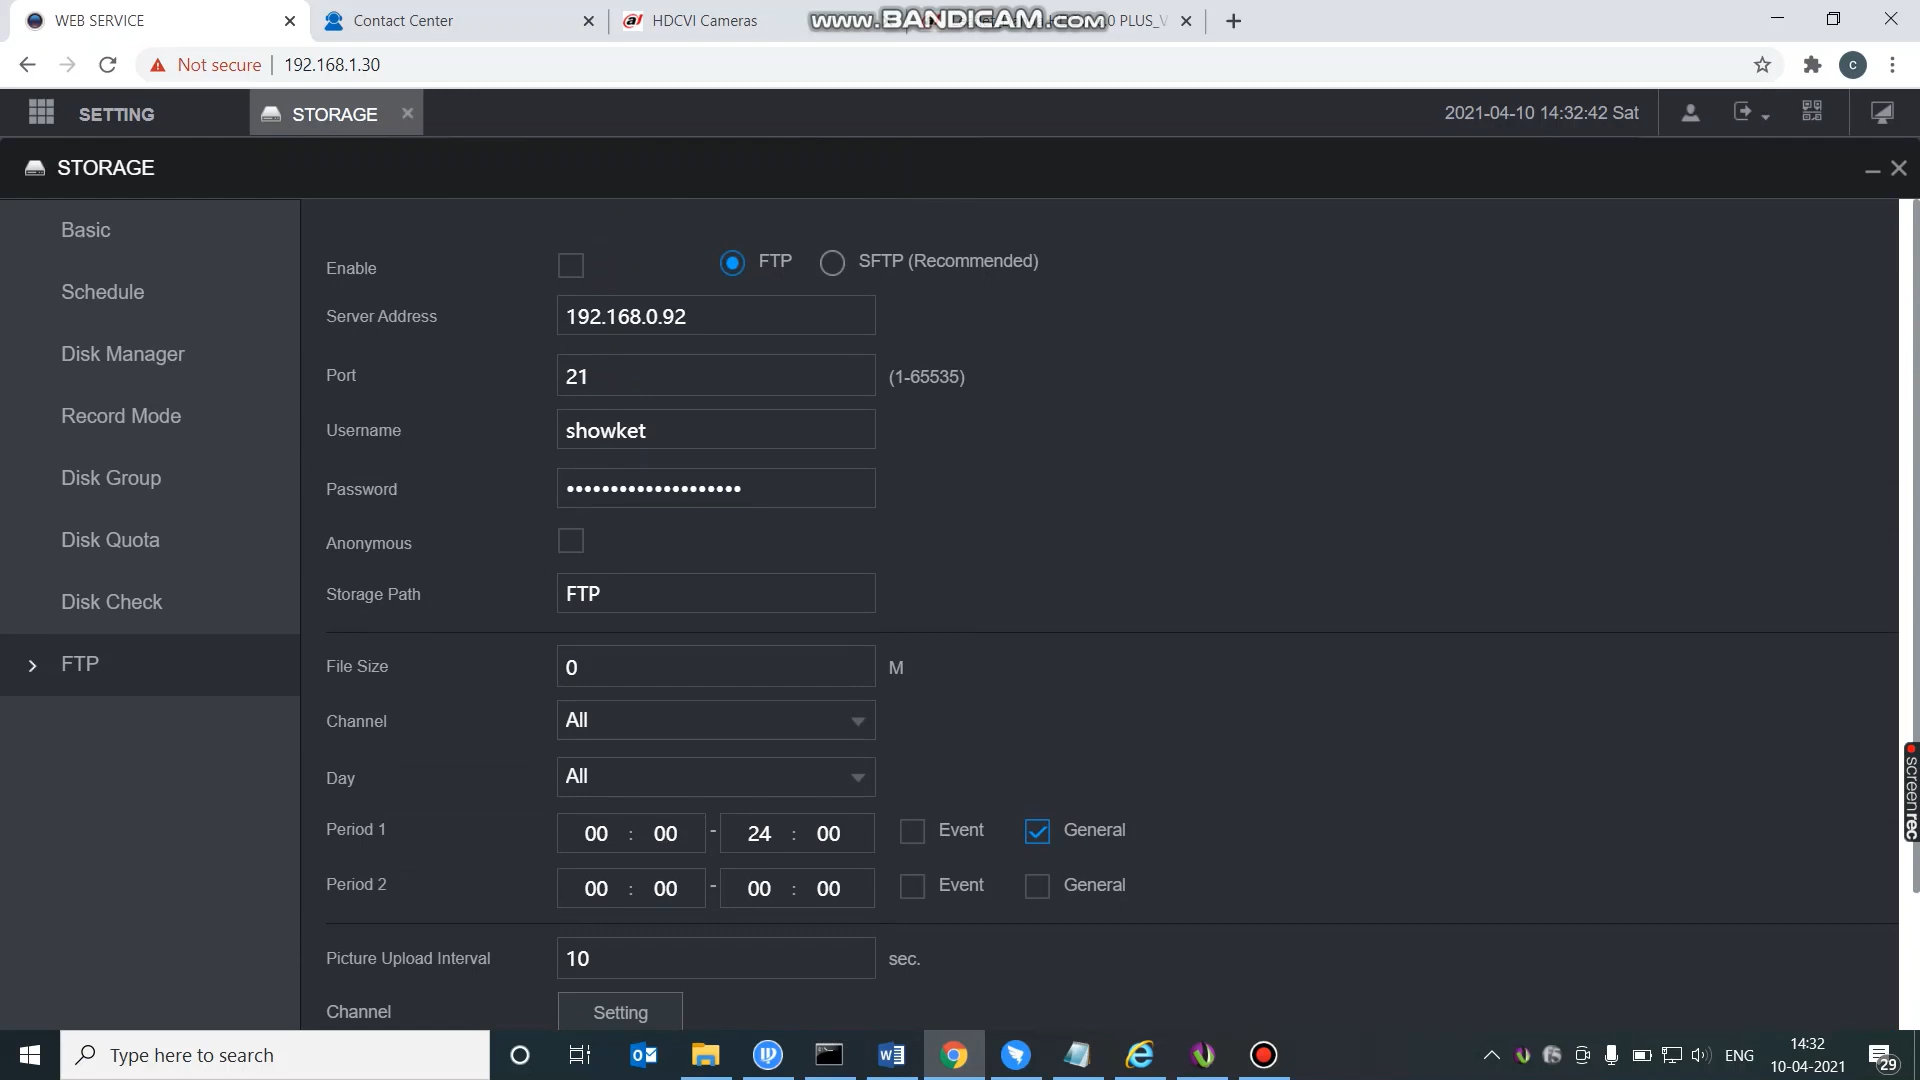 WEB SERVICE
Contact Center
HDCVI Cameras
www.BANDICAM.com
0 PLUS_V
Not secure
192.168.1.30
c
SETTING
STORAGE
2021-04-10 14:32:42 Sat
STORAGE
Basic
Schedule
Disk Manager
Record Mode
Disk Group
Disk Quota
Disk Check
FTP
Enable
FTP
SFTP (Recommended)
Server Address
192.168.0.92
Port
21
(1-65535)
Username
showket
Password
••••••••••••••••••••
Anonymous
Storage Path
FTP
File Size
0
M
Channel
All
Day
All
Period 1
00 : 00 - 24 : 00
Event
General
Period 2
00 : 00 - 00 : 00
Event
General
Picture Upload Interval
10
sec.
Channel
Setting
screenrec
Type here to search
ENG
14:32
10-04-2021
29